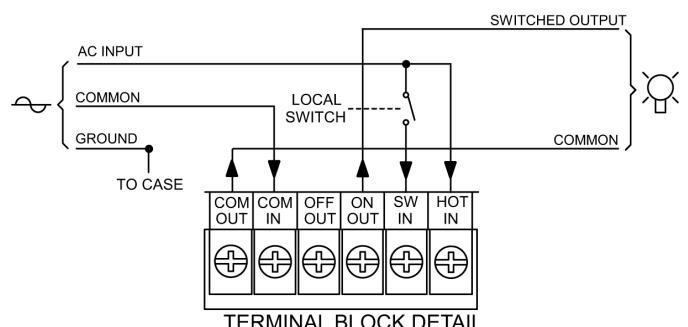 SWITCHED OUTPUT
AC INPUT
COMMON
LOCAL
SWITCH
GROUND
COMMON
TO CASE
COM OUT
COM IN
OFF OUT
ON OUT
SW IN
HOT IN
TERMINAL BLOCK DETAIL